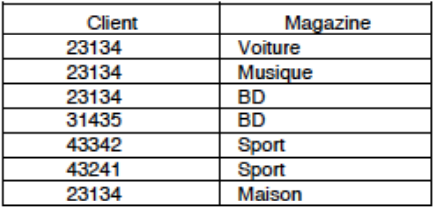 Client Magazine
23134 Voiture
23134 Musique
23134 BD
31435 BD
43342 Sport
43241 Sport
23134 Maison